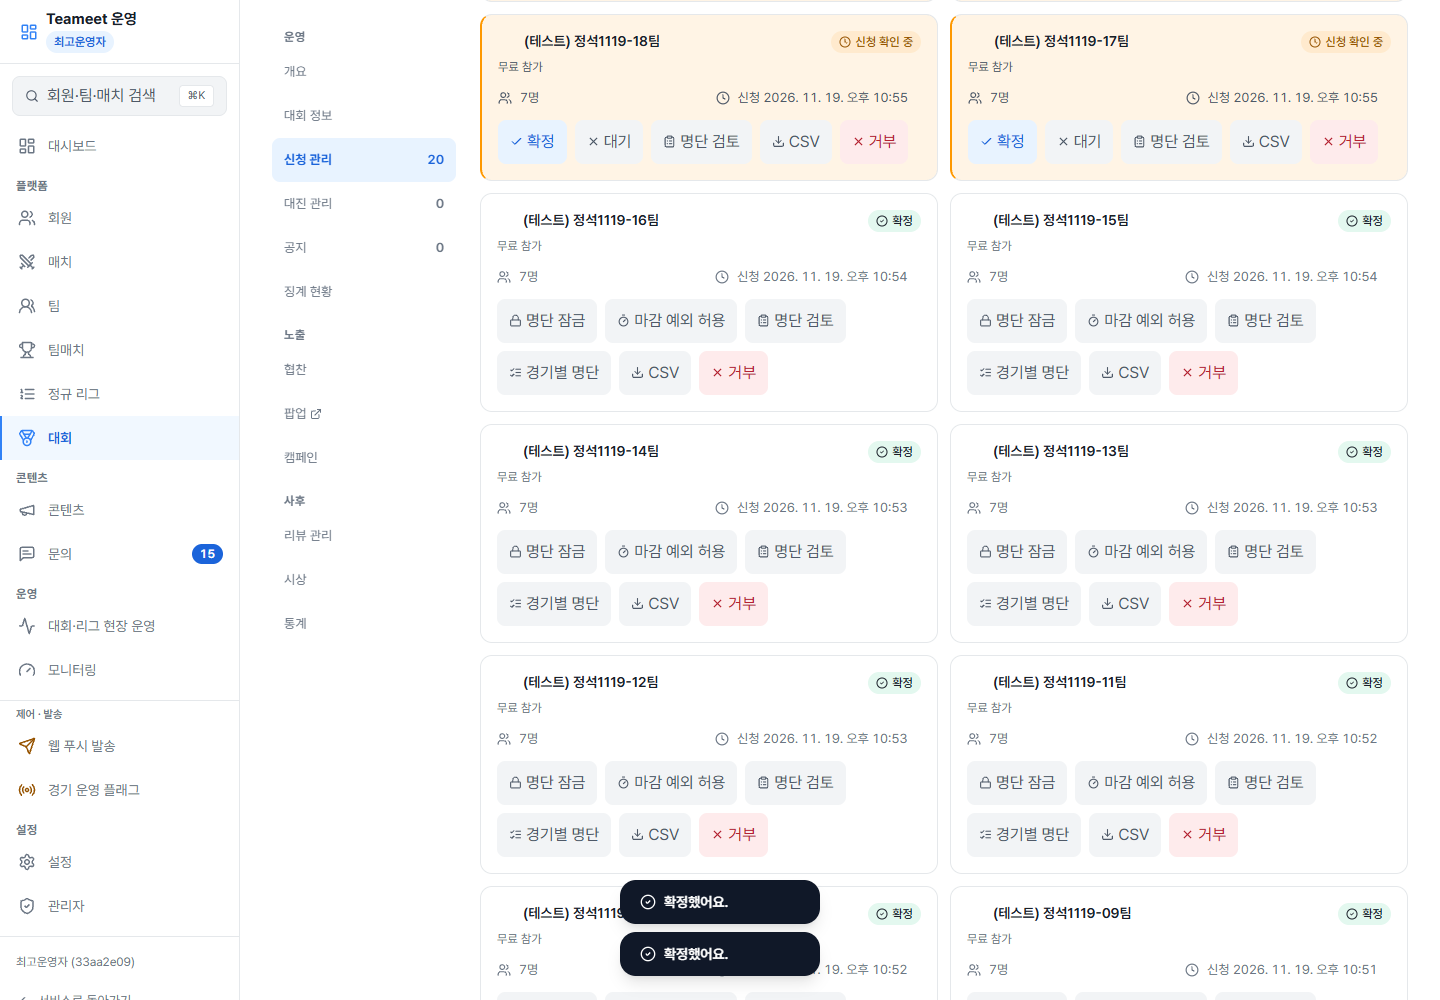 Teameet 운영
최고운영자
회원·팀·매치 검색 ⌘K
대시보드
플랫폼
회원
매치
팀
팀매치
정규 리그
대회
콘텐츠
콘텐츠
문의 15
운영
대회·리그 현장 운영
모니터링
제어 · 발송
웹 푸시 발송
경기 운영 플래그
설정
설정
관리자
최고운영자 (33aa2e09)
운영
개요
대회 정보
신청 관리 20
대진 관리 0
공지 0
징계 현황
노출
협찬
팝업
캠페인
사후
리뷰 관리
시상
통계
(테스트) 정석1119-18팀 신청 확인 중
무료 참가
7명 신청 2026. 11. 19. 오후 10:55
확정 대기 명단 검토 CSV 거부
(테스트) 정석1119-17팀 신청 확인 중
무료 참가
7명 신청 2026. 11. 19. 오후 10:55
확정 대기 명단 검토 CSV 거부
(테스트) 정석1119-16팀 확정
무료 참가
7명 신청 2026. 11. 19. 오후 10:54
명단 잠금 마감 예외 허용 명단 검토
경기별 명단 CSV 거부
(테스트) 정석1119-15팀 확정
무료 참가
7명 신청 2026. 11. 19. 오후 10:54
명단 잠금 마감 예외 허용 명단 검토
경기별 명단 CSV 거부
(테스트) 정석1119-14팀 확정
무료 참가
7명 신청 2026. 11. 19. 오후 10:53
명단 잠금 마감 예외 허용 명단 검토
경기별 명단 CSV 거부
(테스트) 정석1119-13팀 확정
무료 참가
7명 신청 2026. 11. 19. 오후 10:53
명단 잠금 마감 예외 허용 명단 검토
경기별 명단 CSV 거부
(테스트) 정석1119-12팀 확정
무료 참가
7명 신청 2026. 11. 19. 오후 10:53
명단 잠금 마감 예외 허용 명단 검토
경기별 명단 CSV 거부
(테스트) 정석1119-11팀 확정
무료 참가
7명 신청 2026. 11. 19. 오후 10:52
명단 잠금 마감 예외 허용 명단 검토
경기별 명단 CSV 거부
(테스트) 정석111 확정
무료 참가
7명 19. 오후 10:52
(테스트) 정석1119-09팀 확정
무료 참가
7명 신청 2026. 11. 19. 오후 10:51
확정했어요.
확정했어요.